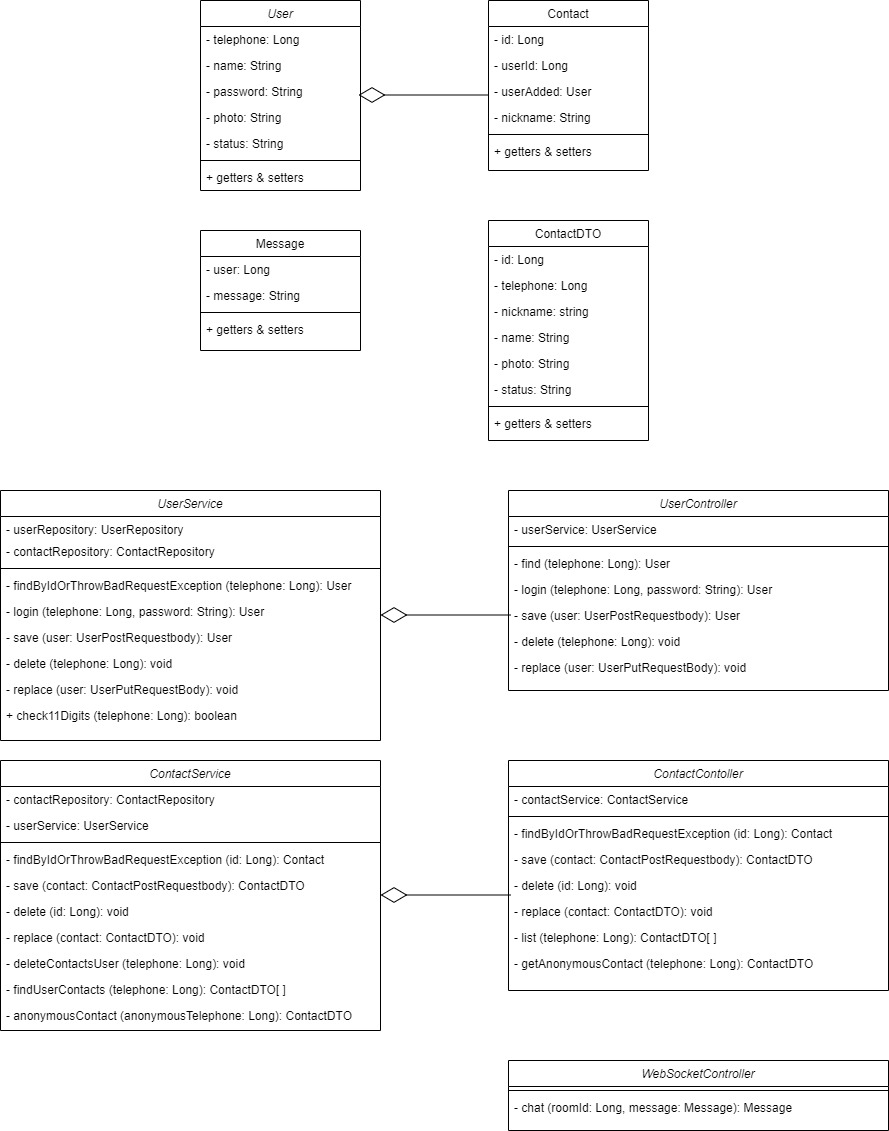 User
- telephone: Long
- name: String
- password: String
- photo: String
- status: String
+ getters & setters
Contact
- id: Long
- userId: Long
- userAdded: User
- nickname: String
+ getters & setters
Message
- user: Long
- message: String
+ getters & setters
ContactDTO
- id: Long
- telephone: Long
- nickname: string
- name: String
- photo: String
- status: String
+ getters & setters
UserService
- userRepository: UserRepository
- contactRepository: ContactRepository
- findByIdOrThrowBadRequestException (telephone: Long): User
- login (telephone: Long, password: String): User
- save (user: UserPostRequestbody): User
- delete (telephone: Long): void
- replace (user: UserPutRequestBody): void
+ check11Digits (telephone: Long): boolean
UserController
- userService: UserService
- find (telephone: Long): User
- login (telephone: Long, password: String): User
- save (user: UserPostRequestbody): User
- delete (telephone: Long): void
- replace (user: UserPutRequestBody): void
ContactService
- contactRepository: ContactRepository
- userService: UserService
- findByIdOrThrowBadRequestException (id: Long): Contact
- save (contact: ContactPostRequestbody): ContactDTO
- delete (id: Long): void
- replace (contact: ContactDTO): void
- deleteContactsUser (telephone: Long): void
- findUserContacts (telephone: Long): ContactDTO[ ]
- anonymousContact (anonymousTelephone: Long): ContactDTO
ContactContoller
- contactService: ContactService
- findByIdOrThrowBadRequestException (id: Long): Contact
- save (contact: ContactPostRequestbody): ContactDTO
- delete (id: Long): void
- replace (contact: ContactDTO): void
- list (telephone: Long): ContactDTO[ ]
- getAnonymousContact (telephone: Long): ContactDTO
WebSocketController
- chat (roomId: Long, message: Message): Message